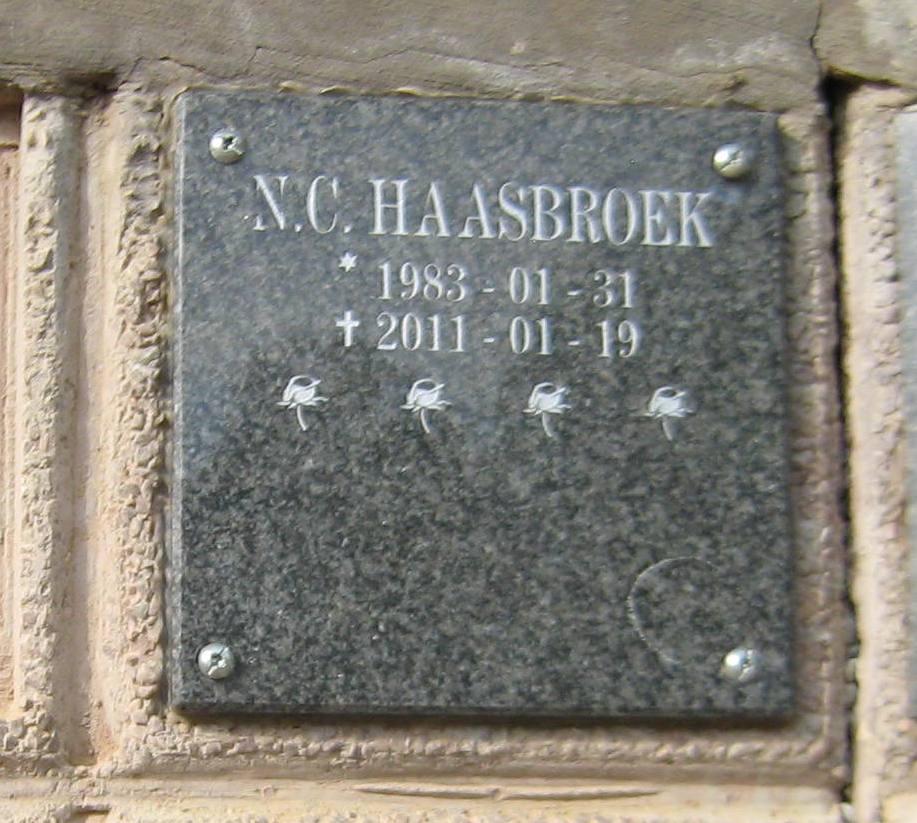 N.C. HAASBROEK
* 1983 - 01 - 31
✝ 2011 - 01 - 19